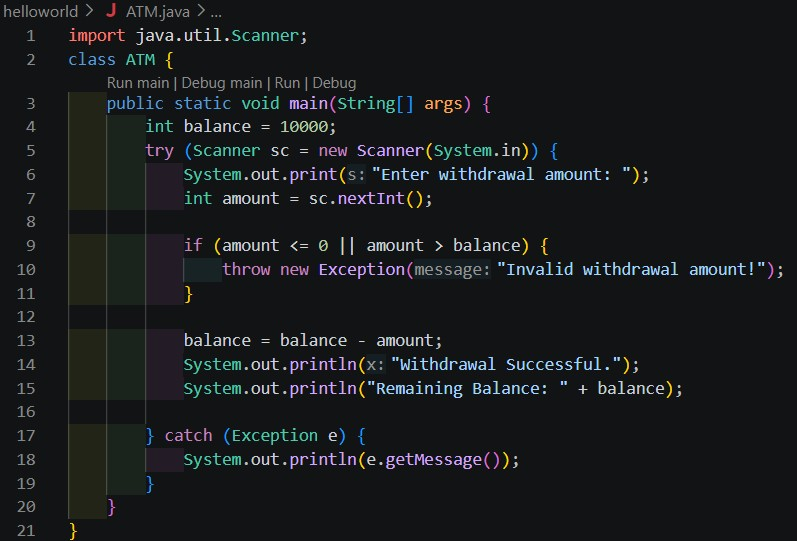 helloworld > J ATM.java > ...
1 import java.util.Scanner;
2 class ATM {
Run main | Debug main | Run | Debug
3 public static void main(String[] args) {
4 int balance = 10000;
5 try (Scanner sc = new Scanner(System.in)) {
6 System.out.print(s: "Enter withdrawal amount: ");
7 int amount = sc.nextInt();
8
9 if (amount <= 0 || amount > balance) {
10 throw new Exception(message: "Invalid withdrawal amount!");
11 }
12
13 balance = balance - amount;
14 System.out.println(x: "Withdrawal Successful.");
15 System.out.println("Remaining Balance: " + balance);
16
17 } catch (Exception e) {
18 System.out.println(e.getMessage());
19 }
20 }
21 }